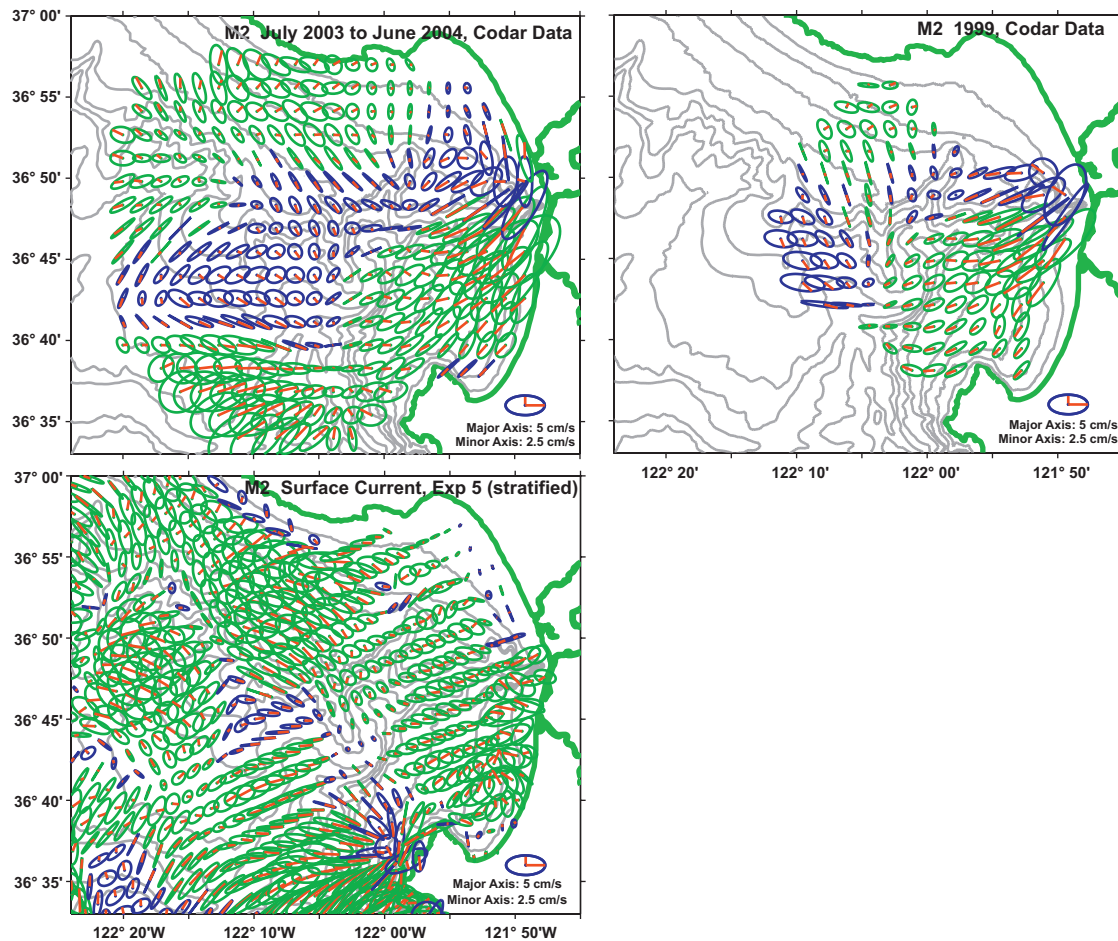 M2  July 2003 to June 2004, Codar Data
37° 00'
36° 55'
36° 50'
36° 45'
36° 40'
36° 35'
Major Axis: 5 cm/s
Minor Axis: 2.5 cm/s
M2  1999, Codar Data
Major Axis: 5 cm/s
Minor Axis: 2.5 cm/s
122° 20'
122° 10'
122° 00'
121° 50'
M2  Surface Current, Exp 5 (stratified)
37° 00'
36° 55'
36° 50'
36° 45'
36° 40'
36° 35'
Major Axis: 5 cm/s
Minor Axis: 2.5 cm/s
122° 20'W
122° 10'W
122° 00'W
121° 50'W